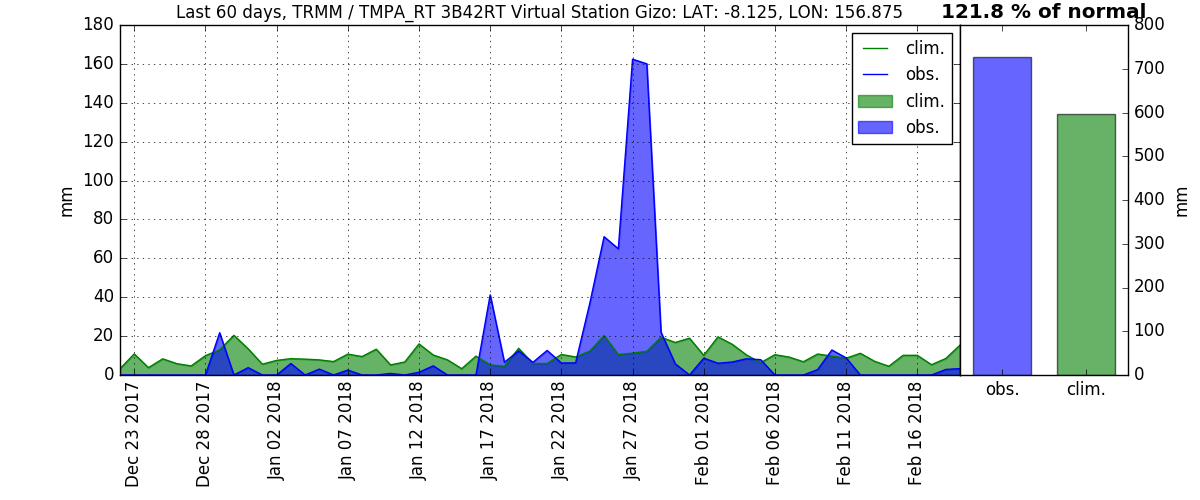 Last 60 days, TRMM / TMPA_RT 3B42RT Virtual Station Gizo: LAT: -8.125, LON: 156.875
121.8 % of normal
180
160
140
120
100
80
60
40
20
0
mm
clim.
obs.
clim.
obs.
Dec 23 2017
Dec 28 2017
Jan 02 2018
Jan 07 2018
Jan 12 2018
Jan 17 2018
Jan 22 2018
Jan 27 2018
Feb 01 2018
Feb 06 2018
Feb 11 2018
Feb 16 2018
800
700
600
500
400
300
200
100
0
mm
obs.
clim.